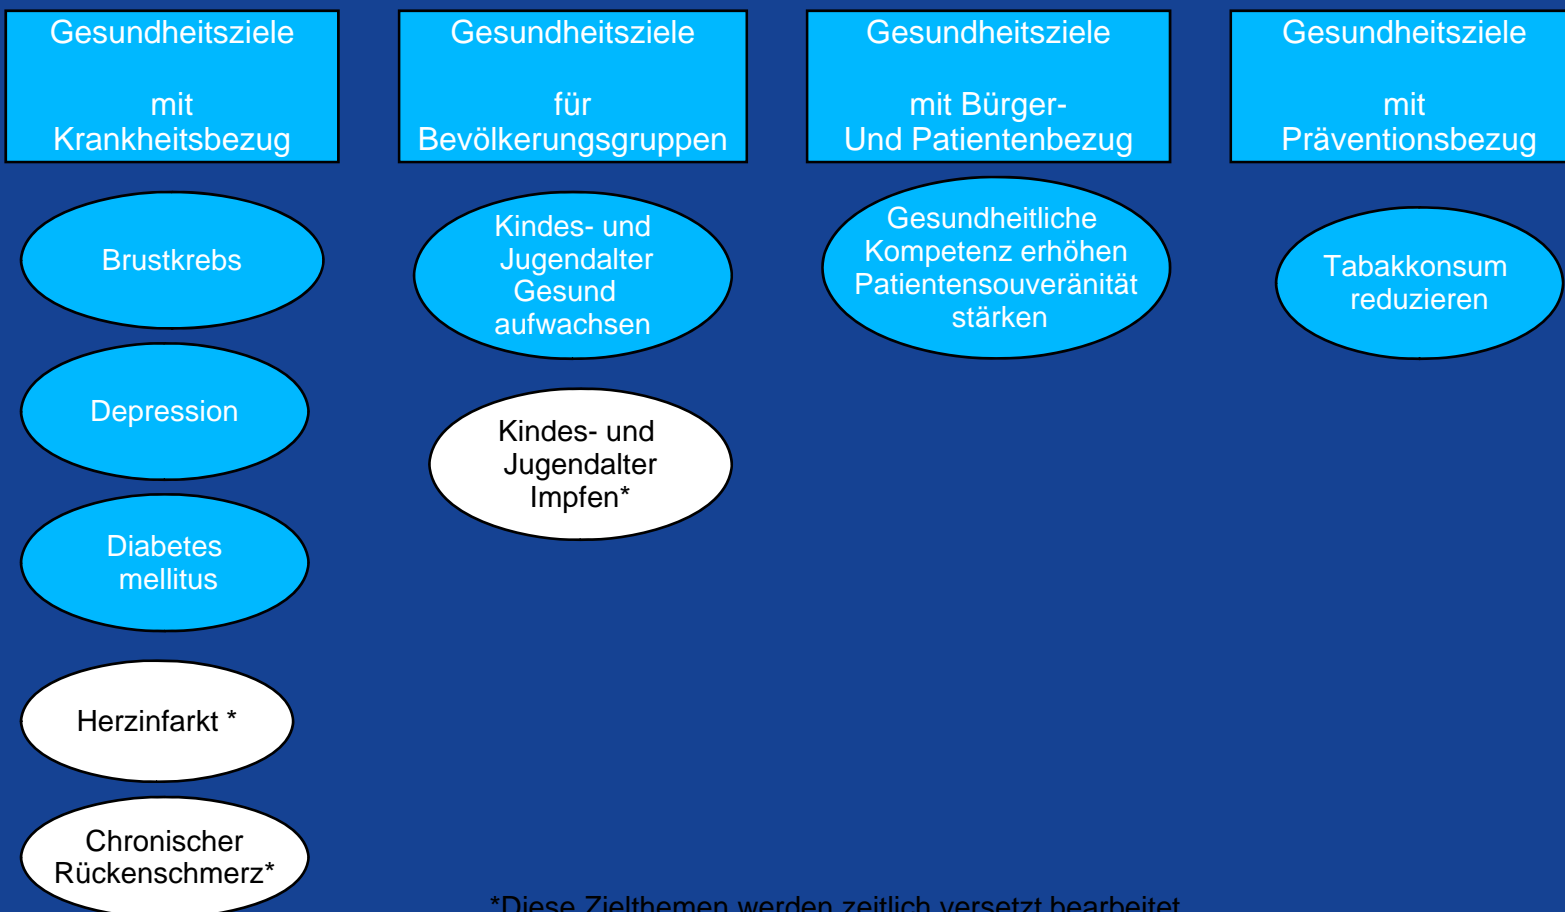 Gesundheitsziele
mit
Krankheitsbezug
Gesundheitsziele
für
Bevölkerungsgruppen
Gesundheitsziele
mit Bürger-
Und Patientenbezug
Gesundheitsziele
mit
Präventionsbezug
Brustkrebs
Depression
Diabetes
mellitus
Herzinfarkt *
Chronischer
Rückenschmerz*
Kindes- und
Jugendalter
Gesund
aufwachsen
Kindes- und
Jugendalter
Impfen*
Gesundheitliche
Kompetenz erhöhen
Patientensouveränität
stärken
Tabakkonsum
reduzieren
*Diese Zielthemen werden zeitlich versetzt bearbeitet